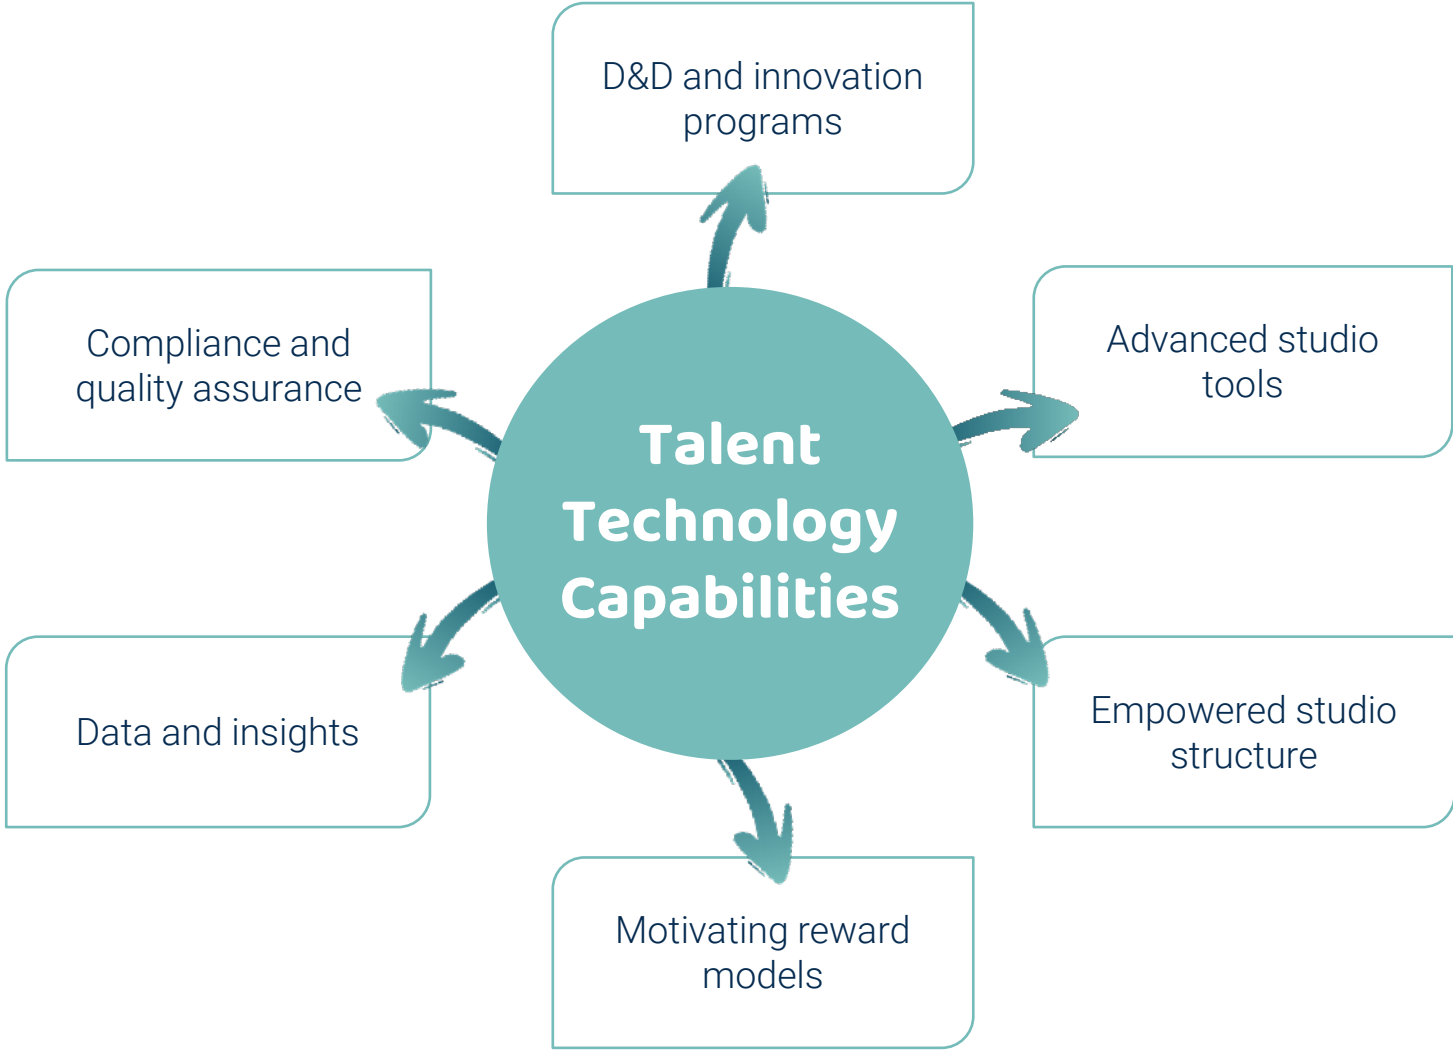 D&D and innovation
programs
Compliance and
quality assurance
Advanced studio
tools
Talent
Technology
Capabilities
Data and insights
Empowered studio
structure
Motivating reward
models